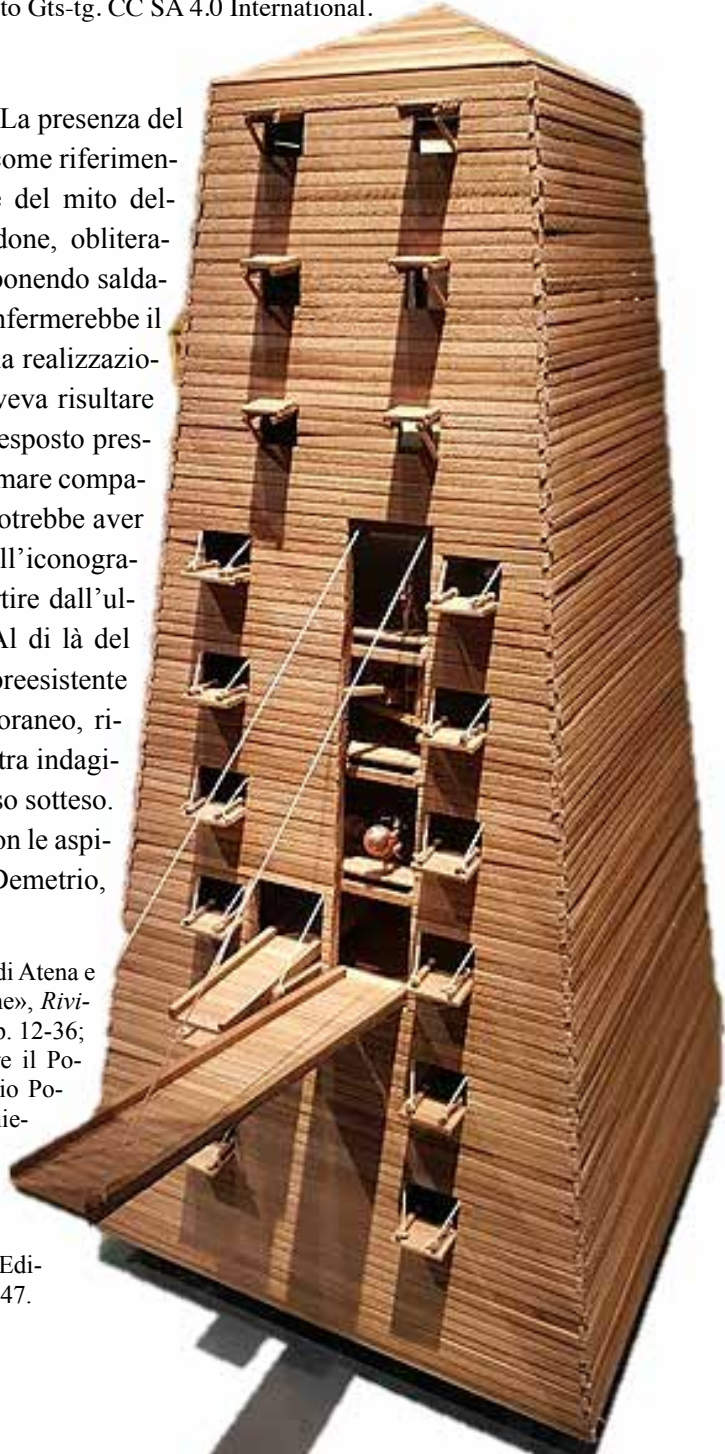 to Gts-tg. CC SA 4.0 International.
La presenza del
come riferimen-
e del mito del-
done, oblitera-
ponendo salda-
nfermerebbe il
la realizzazio-
veva risultare
esposto pres-
mare compa-
otrebbe aver
ll’iconogra-
rtire dall’ul-
Al di là del
preesistente
oraneo, ri-
tra indagi-
so sotteso.
on le aspi-
Demetrio,
di Atena e
ne», Rivi-
p. 12-36;
e il Po-
io Po-
nie-
Edi-
47.